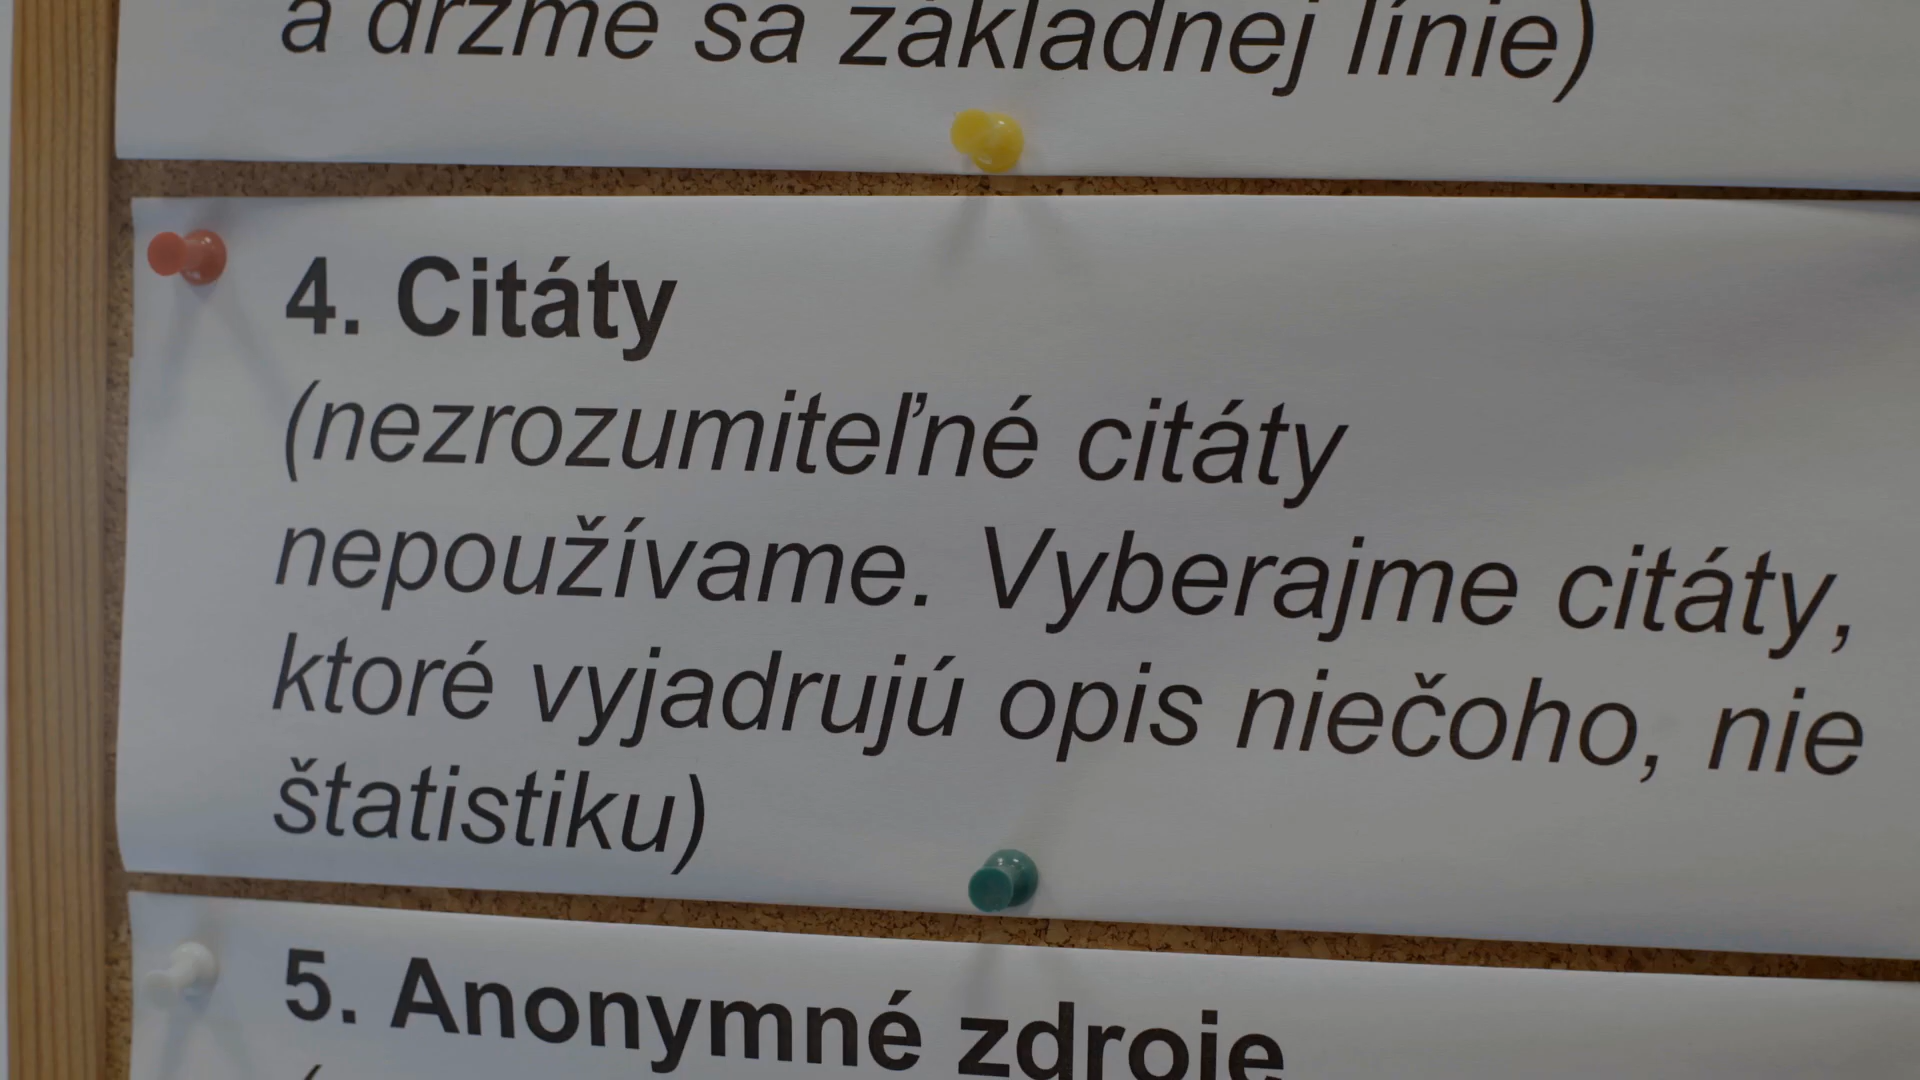 a držme sa základnej línie)
4. Citáty
(nezrozumiteľné citáty
nepoužívame. Vyberajme citáty,
ktoré vyjadrujú opis niečoho, nie
štatistiku)
5. Anonymné zdroje